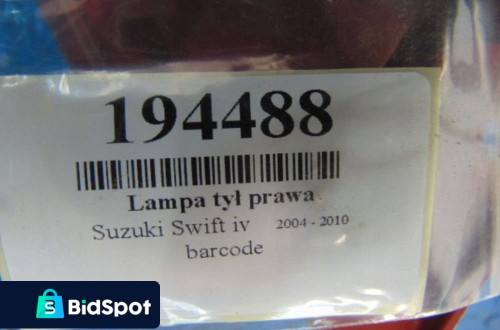 194488
Lampa tył prawa
Suzuki Swift iv 2004 - 2010
barcode
S
BidSpot